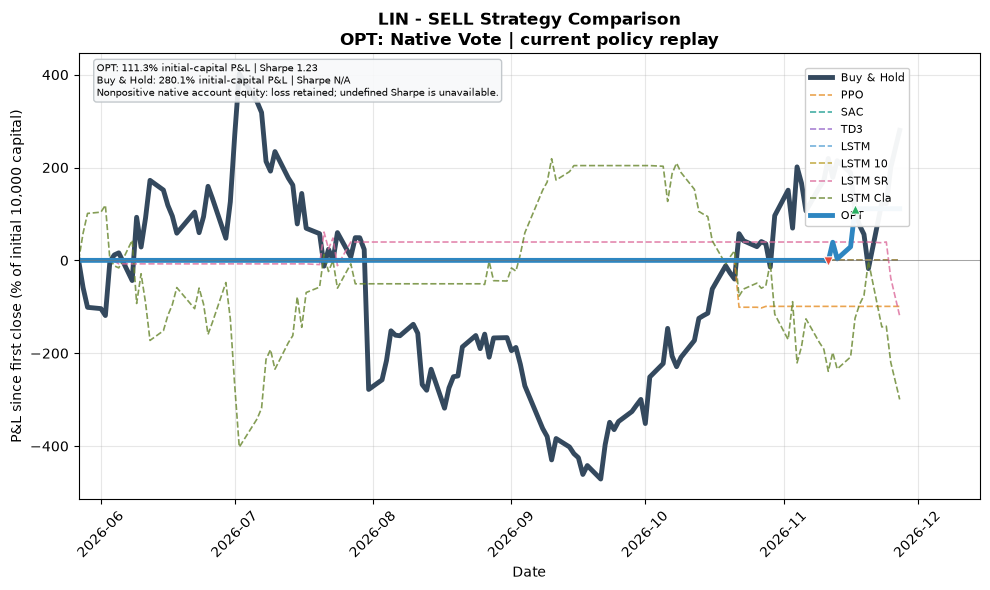 LIN - SELL Strategy Comparison
OPT: Native Vote | current policy replay
OPT: 111.3% initial-capital P&L | Sharpe 1.23
Buy & Hold: 280.1% initial-capital P&L | Sharpe N/A
Nonpositive native account equity: loss retained; undefined Sharpe is unavailable.
Buy & Hold
PPO
SAC
TD3
LSTM
LSTM 10
LSTM SR
LSTM Cla
OPT
P&L since first close (% of initial 10,000 capital)
400
200
0
−200
−400
2026-06
2026-07
2026-08
2026-09
2026-10
2026-11
2026-12
Date